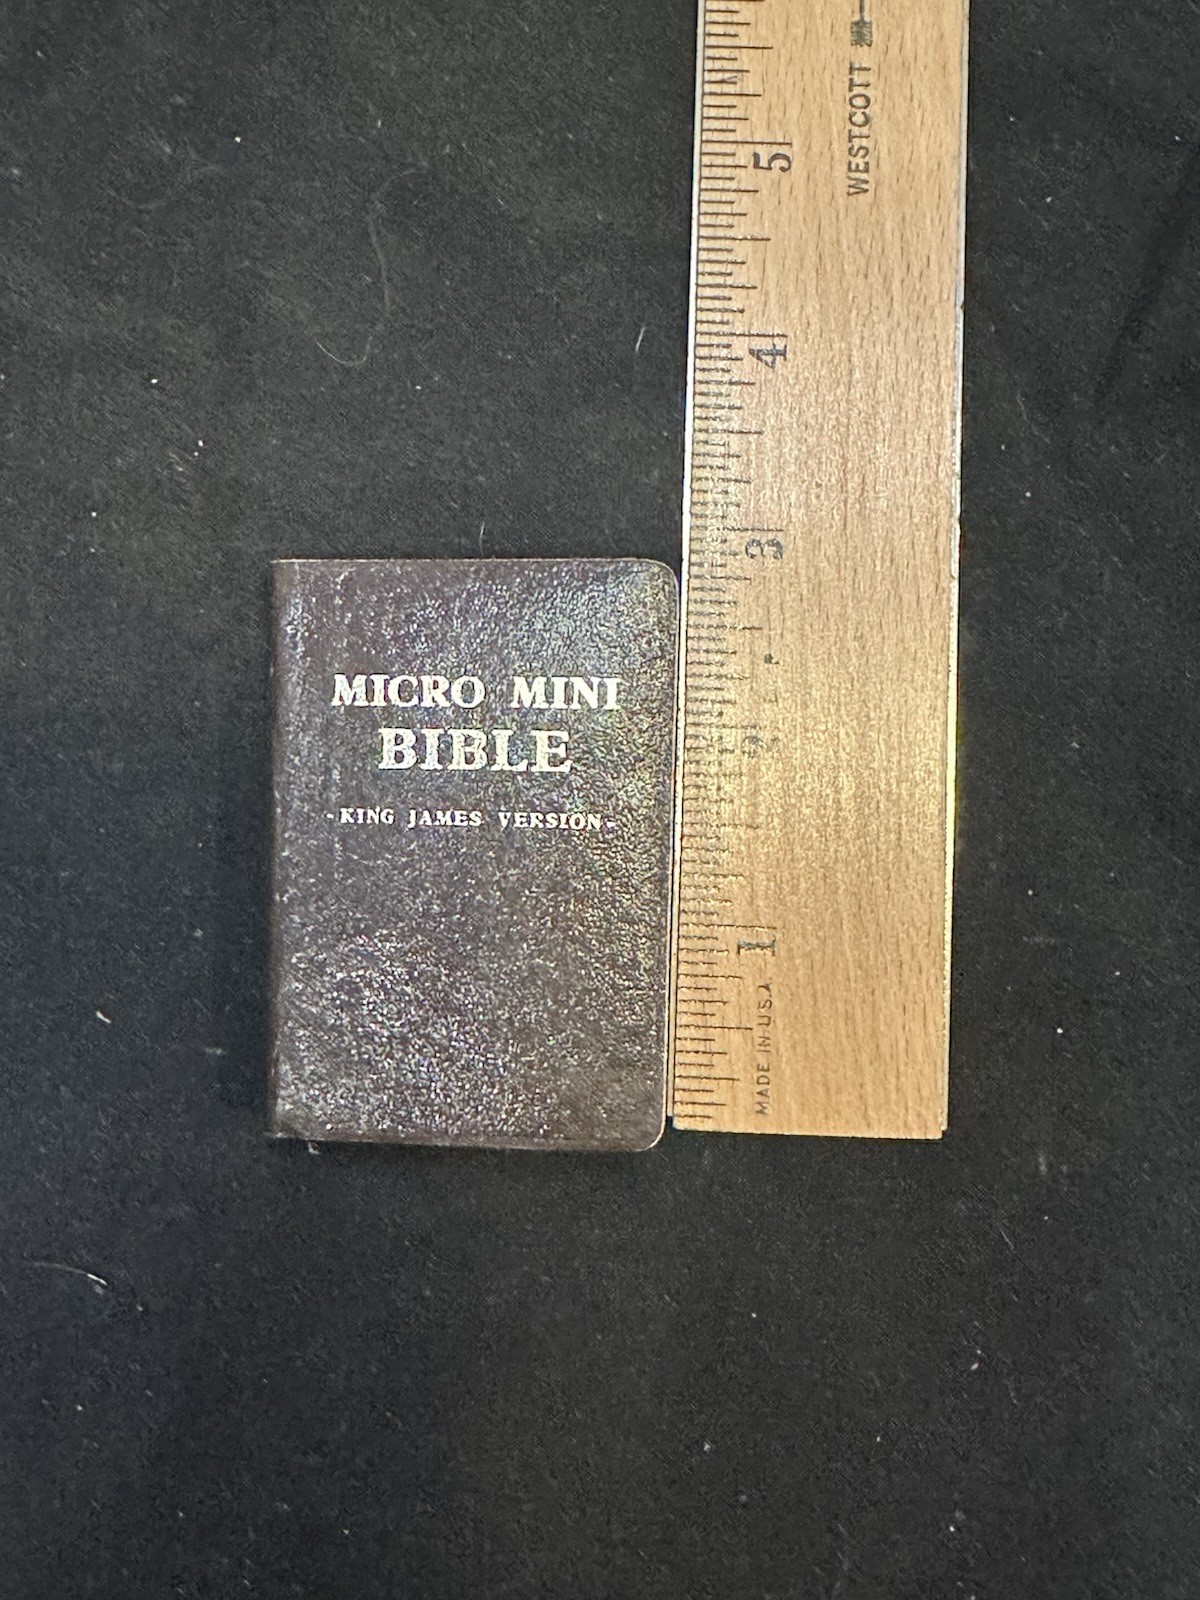 MICRO MINI
BIBLE
-KING JAMES VERSION-
WESTCOTT
5
4
3
2
1
MADE IN U.S.A.